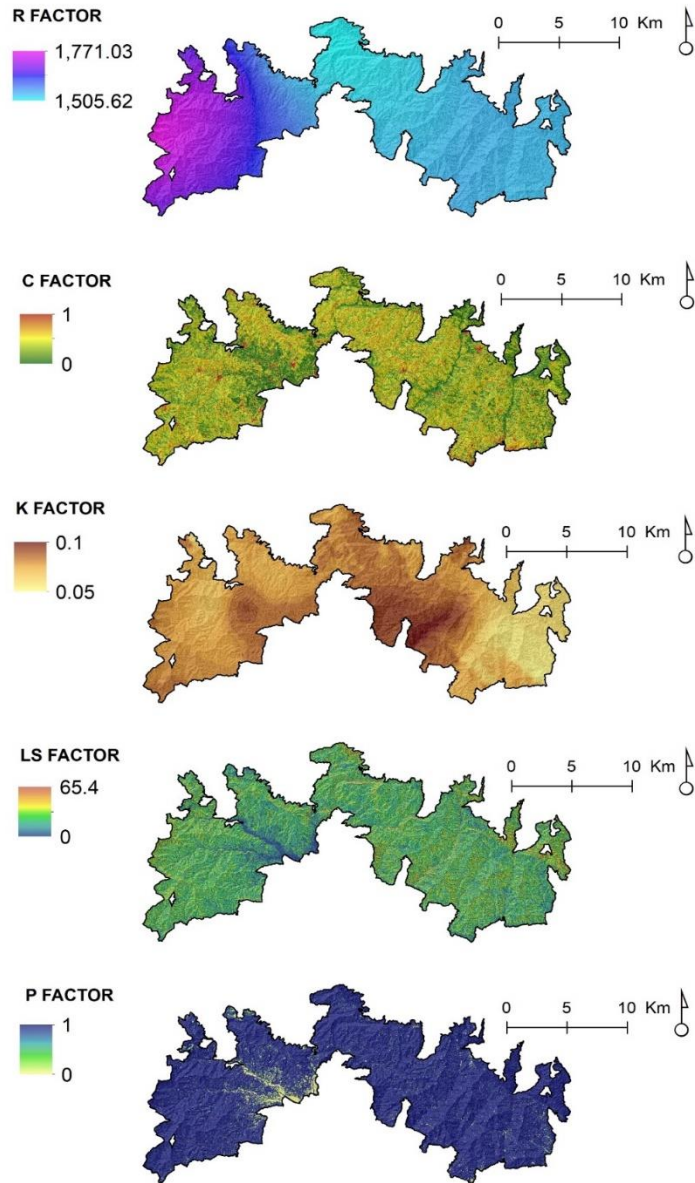 R FACTOR
1,771.03
1,505.62
0 5 10 Km
C FACTOR
1
0
0 5 10 Km
K FACTOR
0.1
0.05
0 5 10 Km
LS FACTOR
65.4
0
0 5 10 Km
P FACTOR
1
0
0 5 10 Km